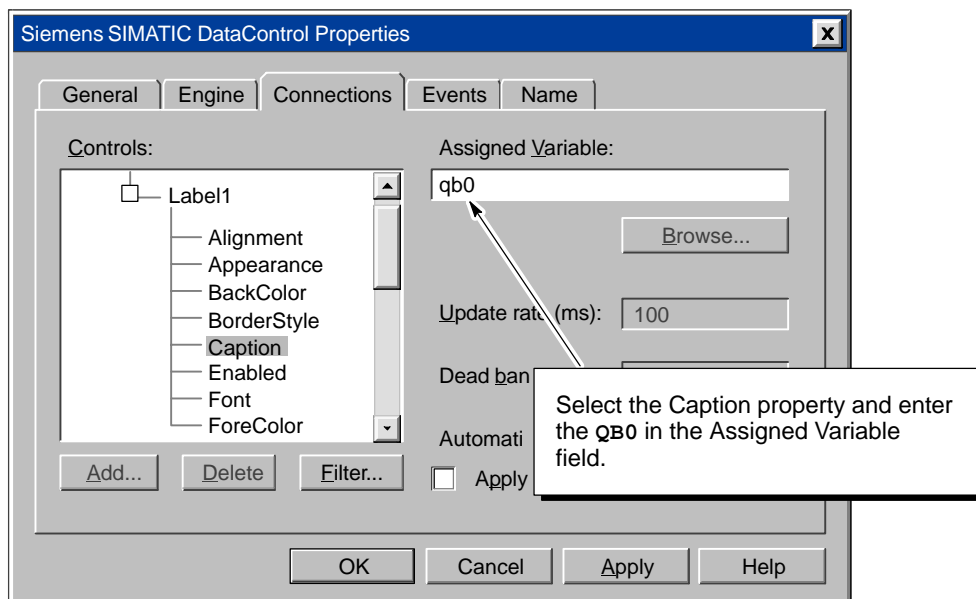 Siemens SIMATIC DataControl Properties
X
General
Engine
Connections
Events
Name
Controls:
Label1
Alignment
Appearance
BackColor
BorderStyle
Caption
Enabled
Font
ForeColor
Add...
Delete
Filter...
Assigned Variable:
qb0
Browse...
Update rate (ms):
100
Dead ban
Automati
Apply
Select the Caption property and enter
the QB0 in the Assigned Variable
field.
OK
Cancel
Apply
Help